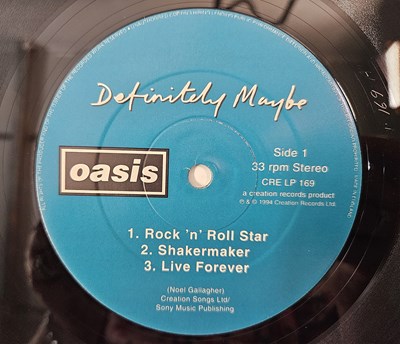 Definitely Maybe
oasis
Side 1
33 rpm Stereo
CRE LP 169
a creation records product
℗ & © 1994 Creation Records Ltd.
1. Rock 'n' Roll Star
2. Shakermaker
3. Live Forever
(Noel Gallagher)
Creation Songs Ltd/
Sony Music Publishing